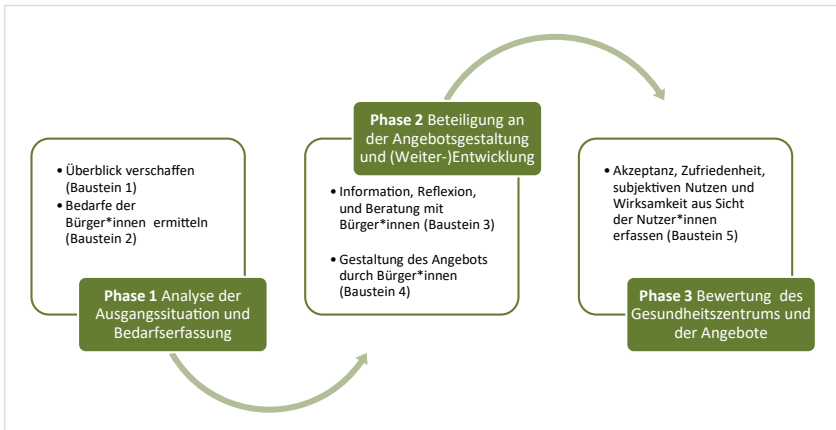 • Überblick verschaffen
(Baustein 1)
• Bedarfe der
Bürger*innen ermitteln
(Baustein 2)
Phase 1 Analyse der
Ausgangssituation und
Bedarfserfassung
Phase 2 Beteiligung an
der Angebotsgestaltung
und (Weiter-)Entwicklung
• Information, Reflexion,
und Beratung mit
Bürger*innen (Baustein 3)
• Gestaltung des Angebots
durch Bürger*innen
(Baustein 4)
• Akzeptanz, Zufriedenheit,
subjektiven Nutzen und
Wirksamkeit aus Sicht
der Nutzer*innen
erfassen (Baustein 5)
Phase 3 Bewertung des
Gesundheitszentrums und
der Angebote